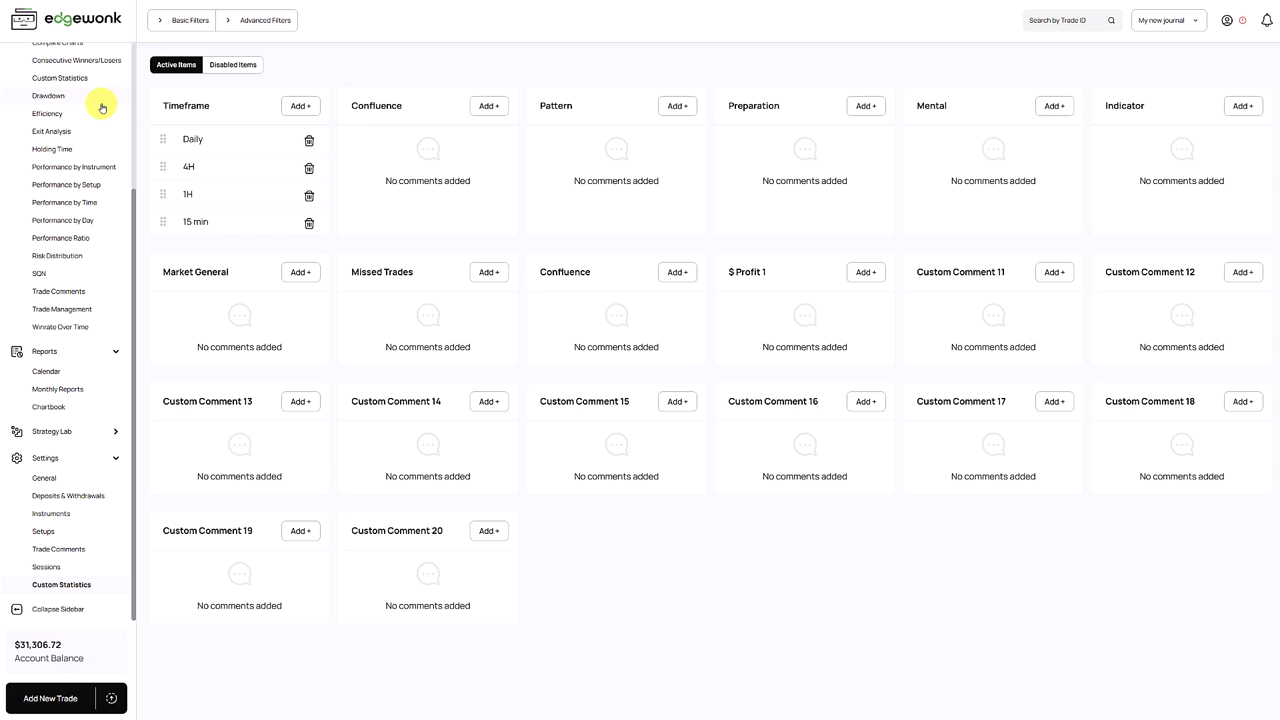 edgewonk
Basic Filters
Advanced Filters
Search by Trade ID
My new journal
Compare Charts
Consecutive Winners/Losers
Custom Statistics
Drawdown
Efficiency
Exit Analysis
Holding Time
Performance by Instrument
Performance by Setup
Performance by Time
Performance by Day
Performance Ratio
Risk Distribution
SQN
Trade Comments
Trade Management
Winrate Over Time
Reports
Calendar
Monthly Reports
Chartbook
Strategy Lab
Settings
General
Deposits & Withdrawals
Instruments
Setups
Trade Comments
Sessions
Custom Statistics
Collapse Sidebar
$31,306.72
Account Balance
Add New Trade
Active Items
Disabled Items
Timeframe Add +
Daily
4H
1H
15 min
Confluence Add +
No comments added
Pattern Add +
No comments added
Preparation Add +
No comments added
Mental Add +
No comments added
Indicator Add +
No comments added
Market General Add +
No comments added
Missed Trades Add +
No comments added
Confluence Add +
No comments added
$ Profit 1 Add +
No comments added
Custom Comment 11 Add +
No comments added
Custom Comment 12 Add +
No comments added
Custom Comment 13 Add +
No comments added
Custom Comment 14 Add +
No comments added
Custom Comment 15 Add +
No comments added
Custom Comment 16 Add +
No comments added
Custom Comment 17 Add +
No comments added
Custom Comment 18 Add +
No comments added
Custom Comment 19 Add +
No comments added
Custom Comment 20 Add +
No comments added